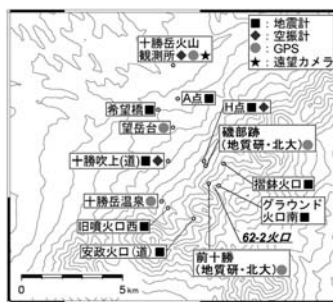 ■地震計
◆空振計
●GPS
★遠望カメラ
十勝岳火山
観測所◆●★
A点■
希望橋■
H点■◆
望岳台●
磯部跡
(地質研・北大)●
十勝吹上(道)■◆
摺鉢火口■
グラウンド
火口南■
十勝岳温泉●
旧噴火口西■
62-2火口
安政火口(道)■
前十勝
(地質研・北大)●
0
5
km